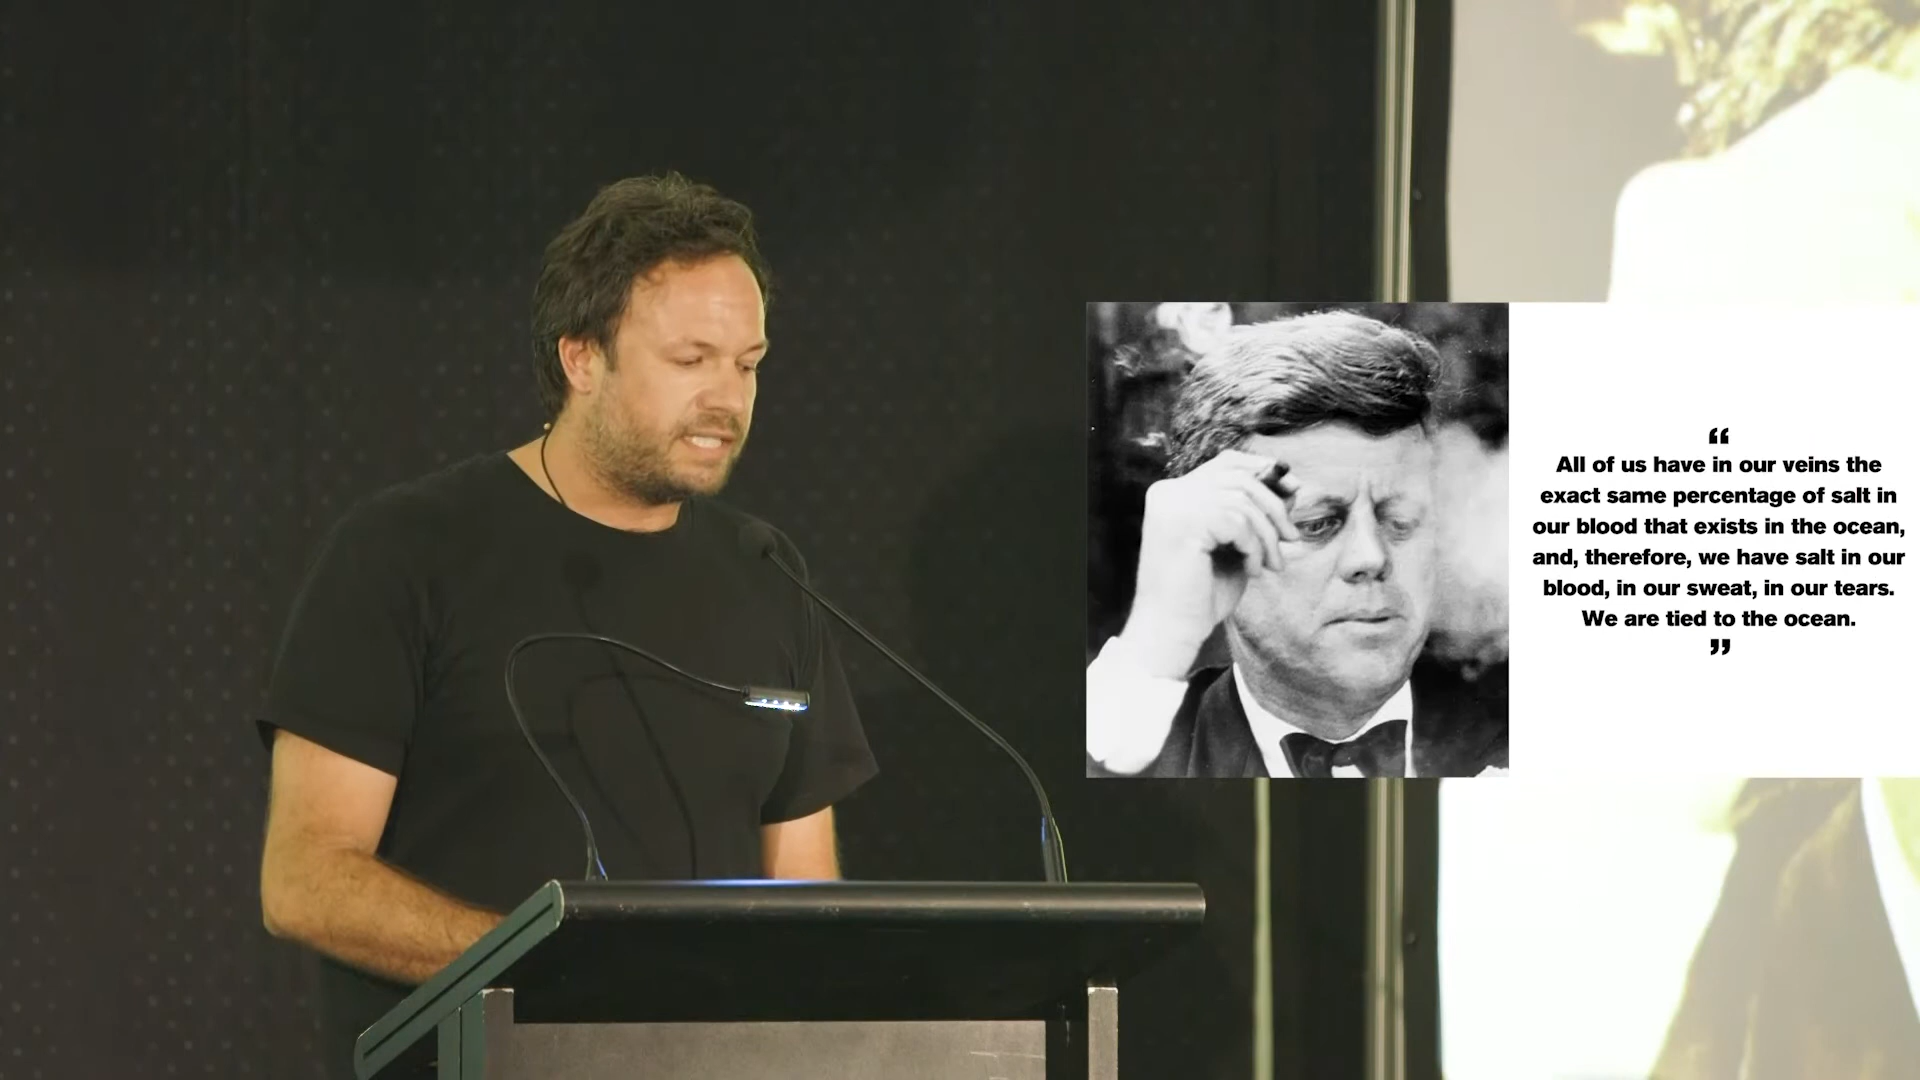 “
All of us have in our veins the
exact same percentage of salt in
our blood that exists in the ocean,
and, therefore, we have salt in our
blood, in our sweat, in our tears.
We are tied to the ocean.
”